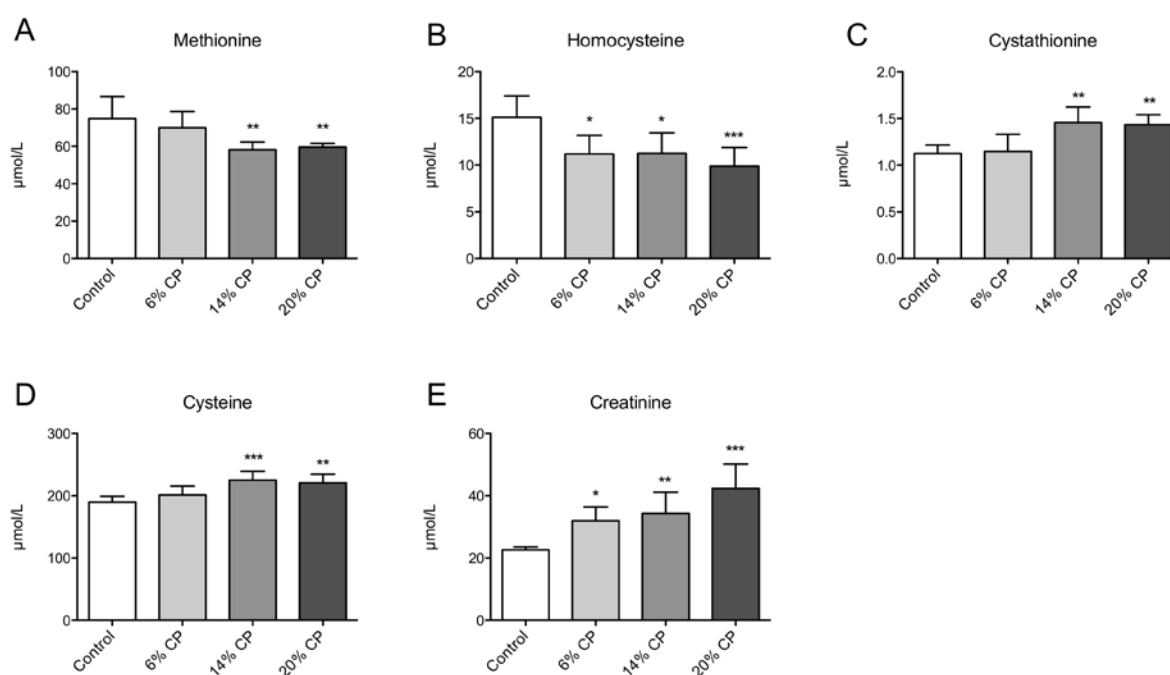 A
Methionine
100
80
60
40
20
0
µmol/L
**
**
Control
6% CP
14% CP
20% CP
B
Homocysteine
20
15
10
5
0
µmol/L
*
*
***
Control
6% CP
14% CP
20% CP
C
Cystathionine
2.0
1.5
1.0
0.5
0.0
µmol/L
**
**
Control
6% CP
14% CP
20% CP
D
Cysteine
300
200
100
0
µmol/L
***
**
Control
6% CP
14% CP
20% CP
E
Creatinine
60
40
20
0
µmol/L
*
**
***
Control
6% CP
14% CP
20% CP